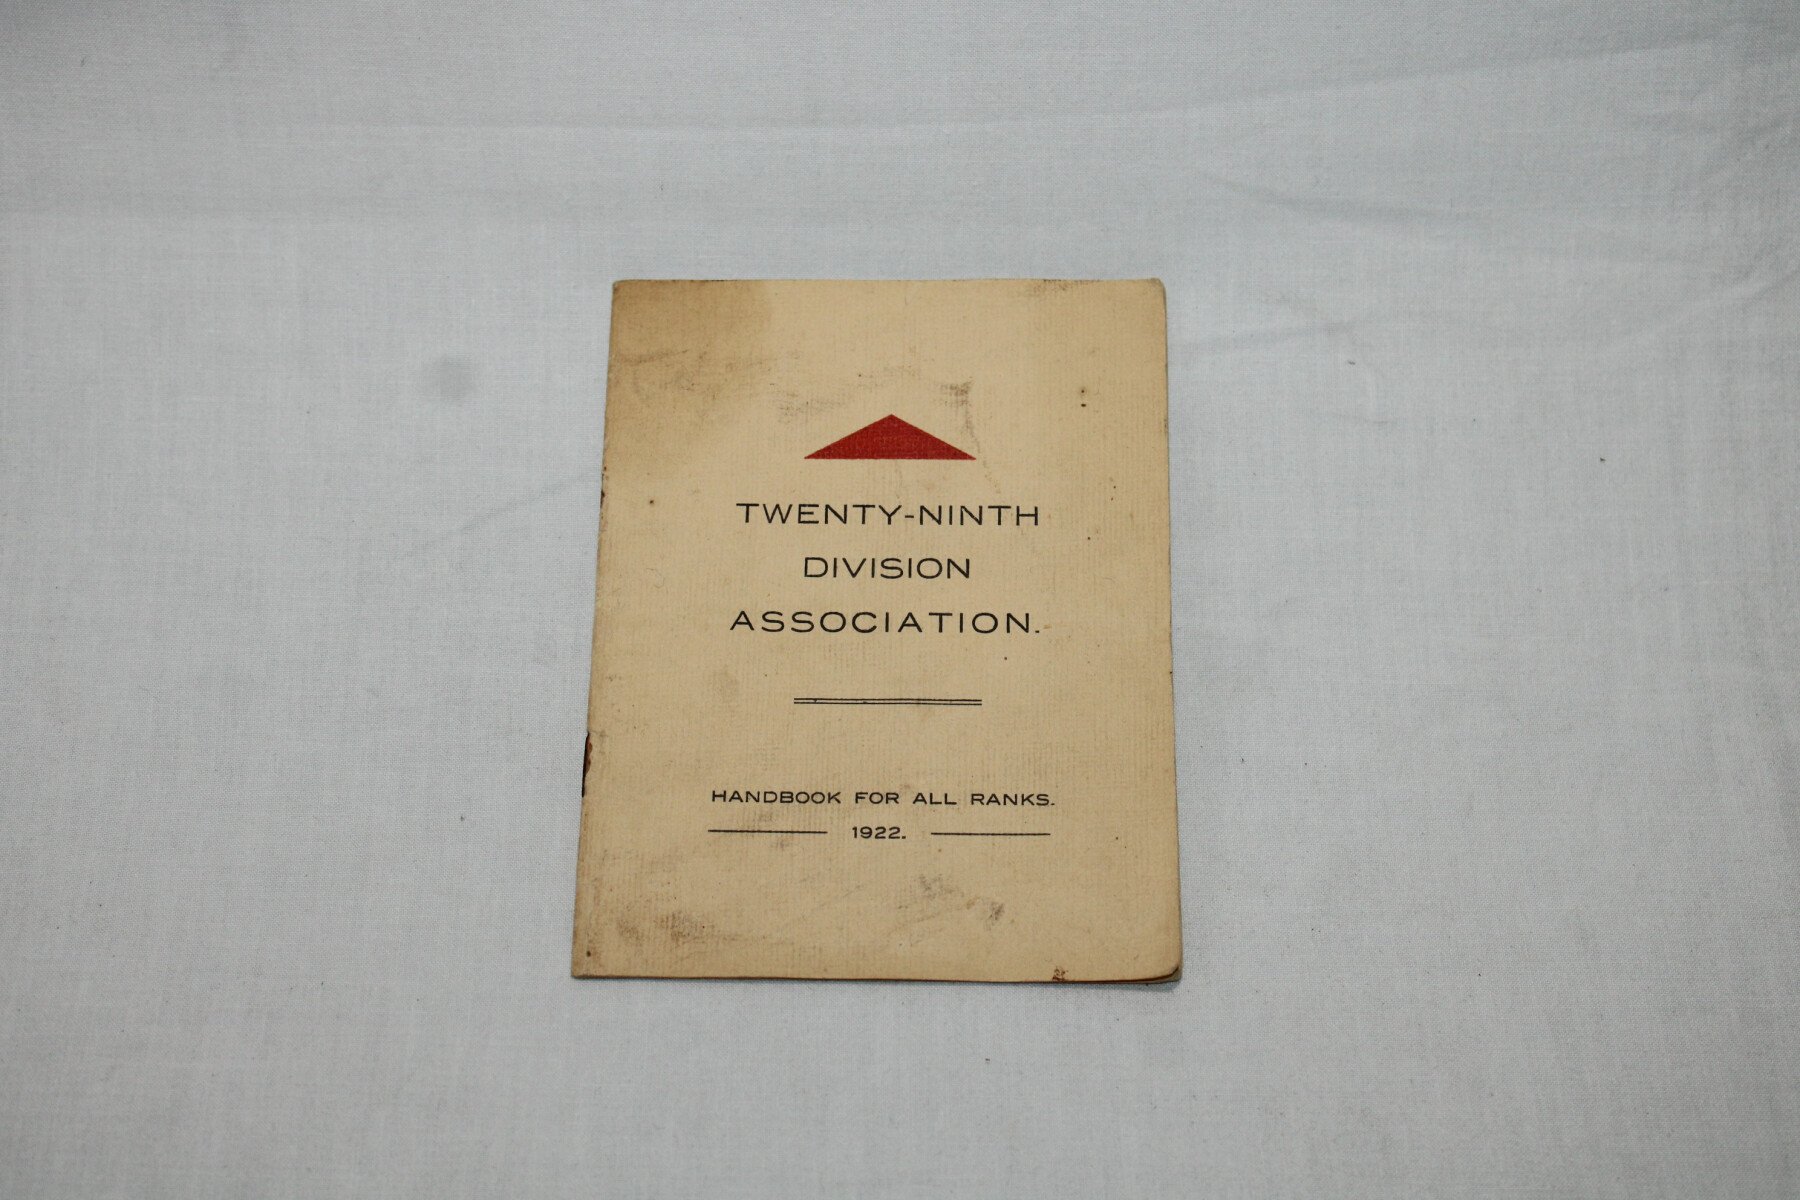 TWENTY-NINTH
DIVISION
ASSOCIATION.
HANDBOOK FOR ALL RANKS.
1922.